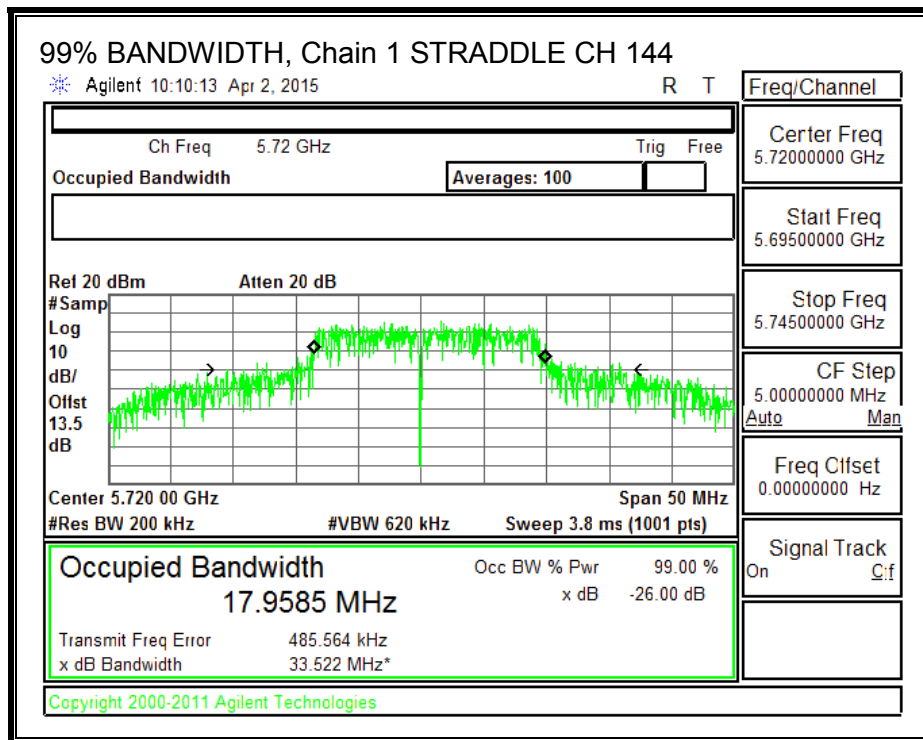 99% BANDWIDTH, Chain 1 STRADDLE CH 144
Agilent 10:10:13 Apr 2, 2015 R T
Freq/Channel
Ch Freq 5.72 GHz Trig Free
Occupied Bandwidth Averages: 100
Center Freq
5.72000000 GHz
Start Freq
5.69500000 GHz
Stop Freq
5.74500000 GHz
CF Step
5.00000000 MHz
Auto Man
Freq Offset
0.00000000 Hz
Signal Track
On Off
Ref 20 dBm Atten 20 dB
#Samp
Log
10
dB/
Offst
13.5
dB
Center 5.720 00 GHz Span 50 MHz
#Res BW 200 kHz #VBW 620 kHz Sweep 3.8 ms (1001 pts)
Occupied Bandwidth Occ BW % Pwr 99.00 %
17.9585 MHz x dB -26.00 dB
Transmit Freq Error 485.564 kHz
x dB Bandwidth 33.522 MHz*
Copyright 2000-2011 Agilent Technologies